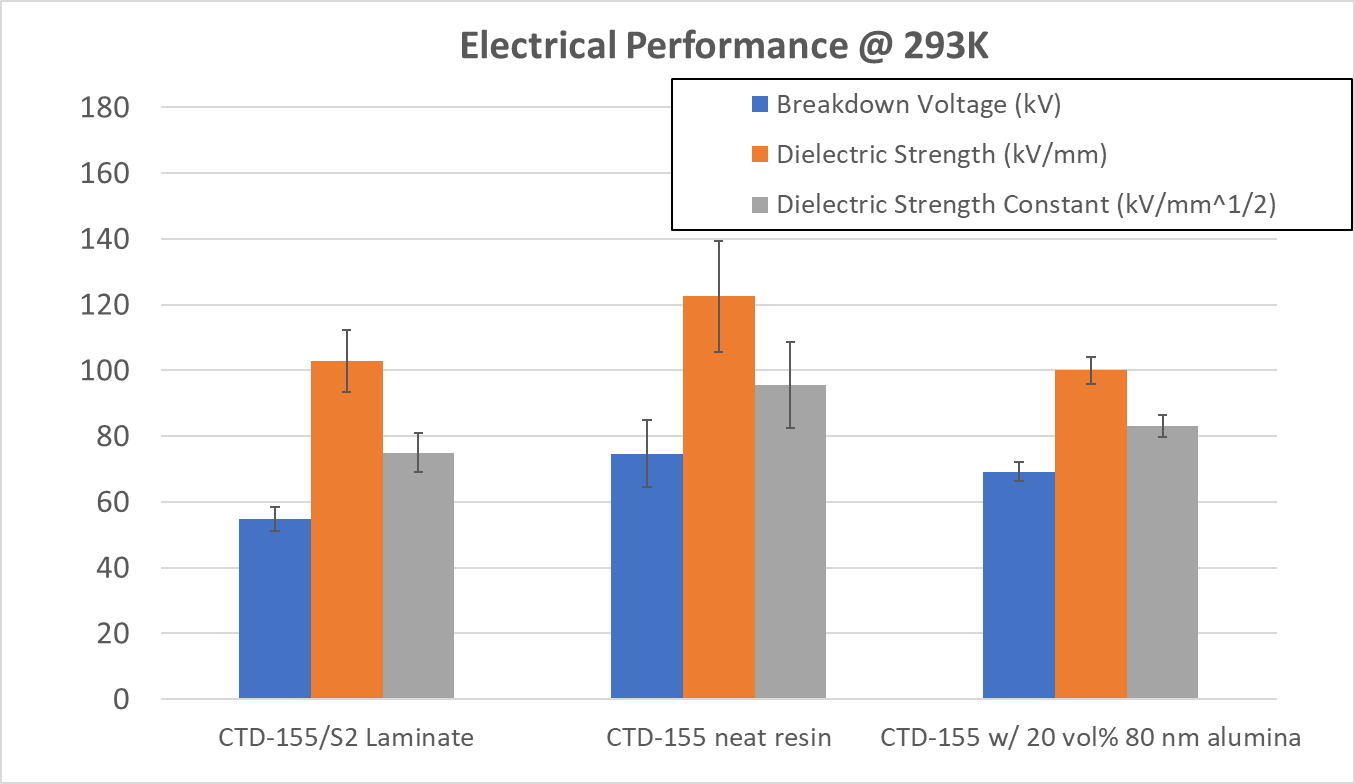 Electrical Performance @ 293K
Breakdown Voltage (kV)
Dielectric Strength (kV/mm)
Dielectric Strength Constant (kV/mm^1/2)
180
160
140
120
100
80
60
40
20
0
CTD-155/S2 Laminate
CTD-155 neat resin
CTD-155 w/ 20 vol% 80 nm alumina